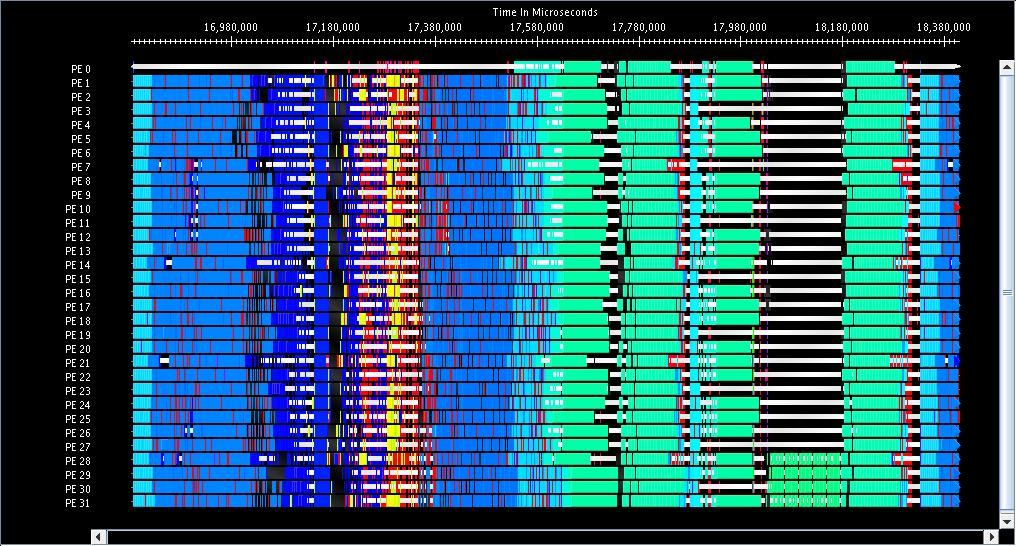 Time In Microseconds
16,980,000 17,180,000 17,380,000 17,580,000 17,780,000 17,980,000 18,180,000 18,380,000
PE 0
PE 1
PE 2
PE 3
PE 4
PE 5
PE 6
PE 7
PE 8
PE 9
PE 10
PE 11
PE 12
PE 13
PE 14
PE 15
PE 16
PE 17
PE 18
PE 19
PE 20
PE 21
PE 22
PE 23
PE 24
PE 25
PE 26
PE 27
PE 28
PE 29
PE 30
PE 31